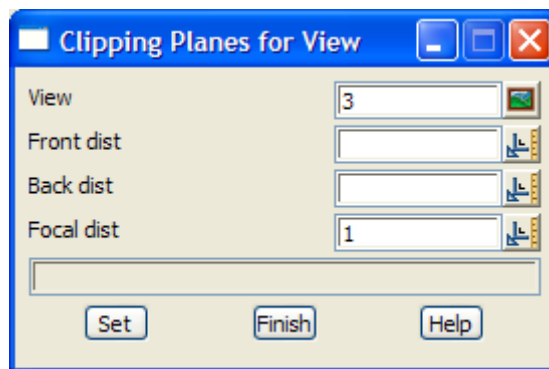 Clipping Planes for View
View 3
Front dist
Back dist
Focal dist 1
Set Finish Help